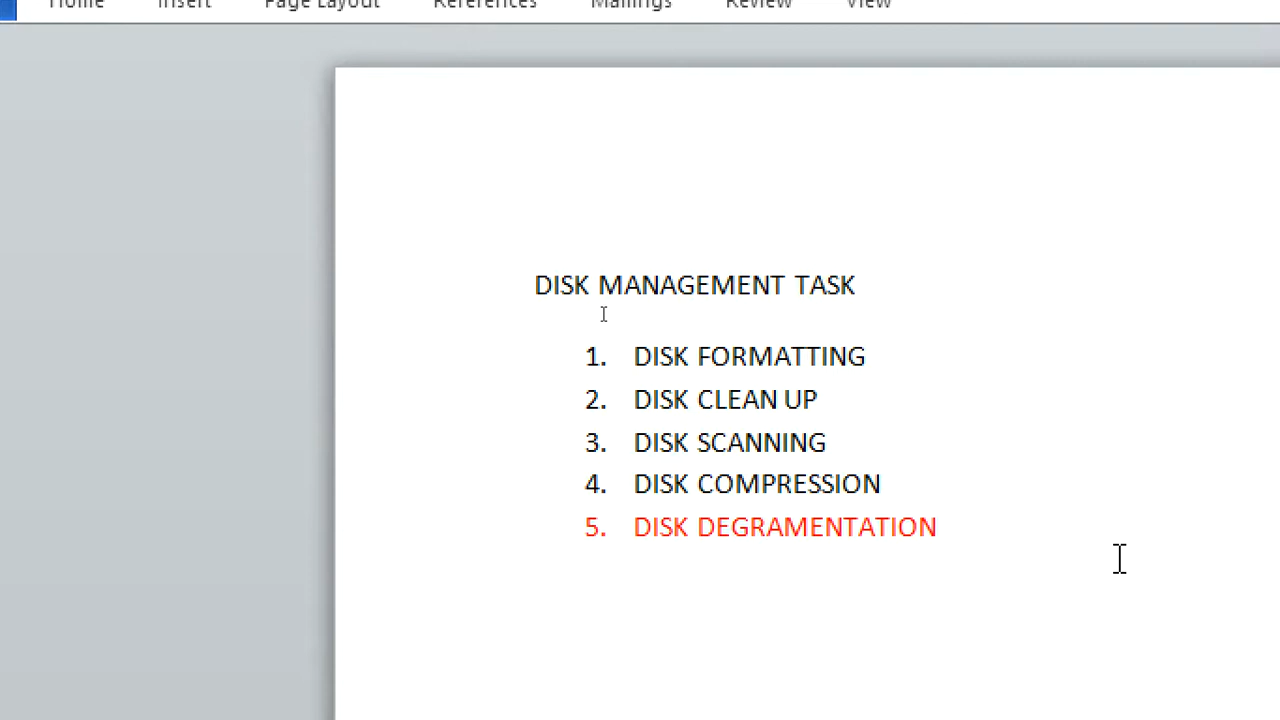 Home Insert Page Layout References Mailings Review View
DISK MANAGEMENT TASK
1. DISK FORMATTING
2. DISK CLEAN UP
3. DISK SCANNING
4. DISK COMPRESSION
5. DISK DEGRAMENTATION